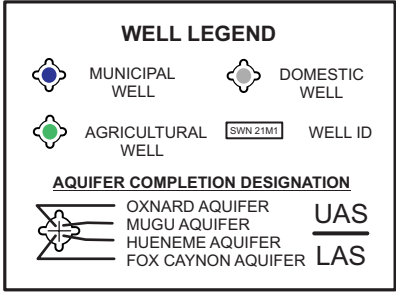 WELL LEGEND
MUNICIPAL WELL
DOMESTIC WELL
AGRICULTURAL WELL
SWN 21M1
WELL ID
AQUIFER COMPLETION DESIGNATION
OXNARD AQUIFER
MUGU AQUIFER
HUENEME AQUIFER
FOX CAYNON AQUIFER
UAS
LAS